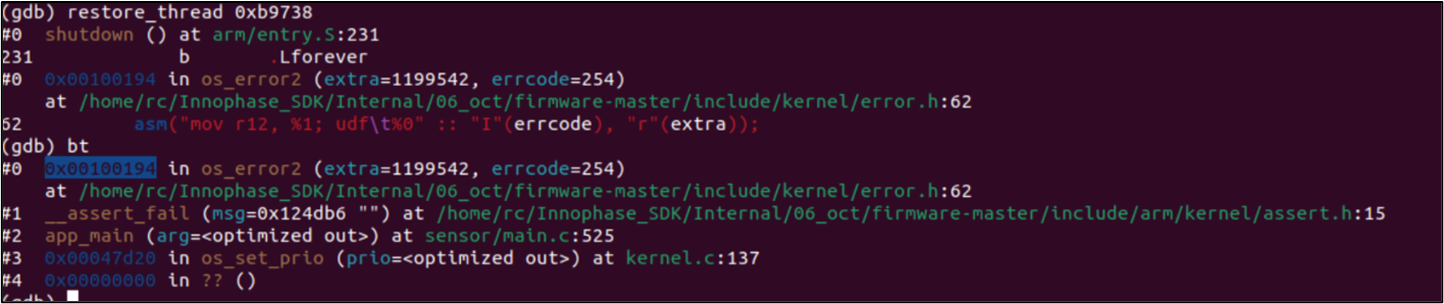 (gdb) restore_thread 0xb9738
#0  shutdown () at arm/entry.S:231
231             b       .Lforever
#0  0x00100194 in os_error2 (extra=1199542, errcode=254)
    at /home/rc/Innophase_SDK/Internal/06_oct/firmware-master/include/kernel/error.h:62
62          asm("mov r12, %1; udf\t%0" :: "I"(errcode), "r"(extra));
(gdb) bt
#0  0x00100194 in os_error2 (extra=1199542, errcode=254)
    at /home/rc/Innophase_SDK/Internal/06_oct/firmware-master/include/kernel/error.h:62
#1  __assert_fail (msg=0x124db6 "") at /home/rc/Innophase_SDK/Internal/06_oct/firmware-master/include/arm/kernel/assert.h:15
#2  app_main (arg=<optimized out>) at sensor/main.c:525
#3  0x00047d20 in os_set_prio (prio=<optimized out>) at kernel.c:137
#4  0x00000000 in ?? ()
(gdb)